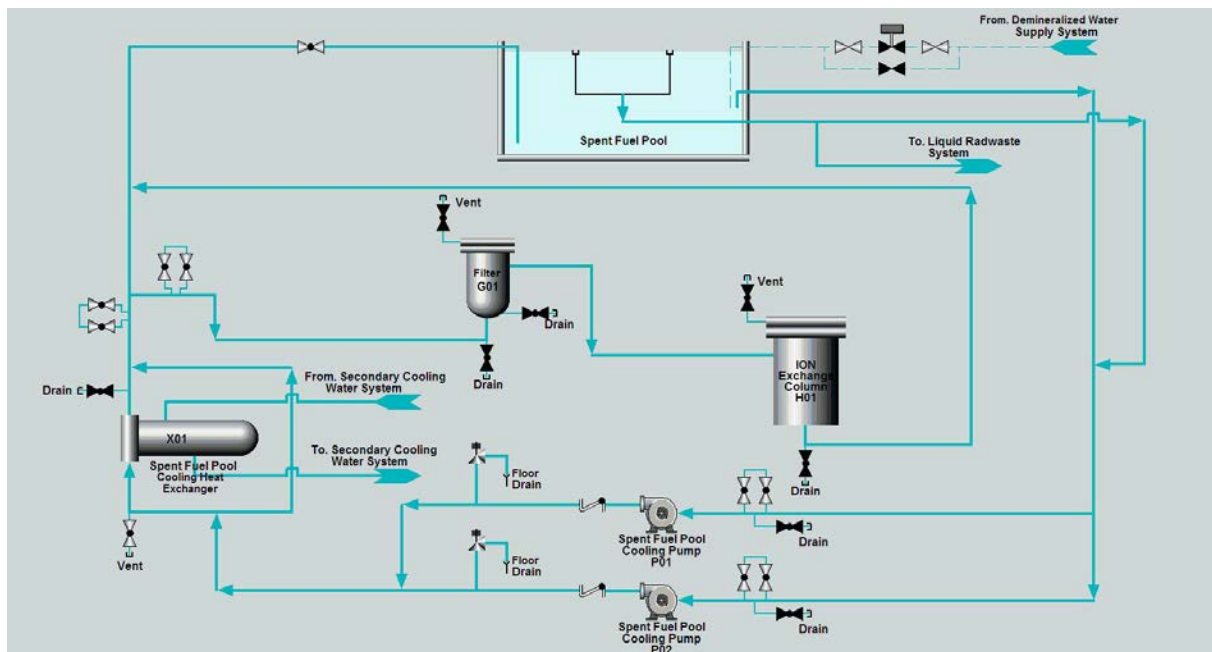 From. Demineralized Water
Supply System
Spent Fuel Pool
To. Liquid Radwaste
System
Vent
Filter
G01
Drain
Drain
Vent
ION
Exchange
Column
H01
Drain
Drain
From. Secondary Cooling
Water System
X01
To. Secondary Cooling
Water System
Spent Fuel Pool
Cooling Heat
Exchanger
Vent
Floor
Drain
Spent Fuel Pool
Cooling Pump
P01
Drain
Floor
Drain
Spent Fuel Pool
Cooling Pump
P02
Drain